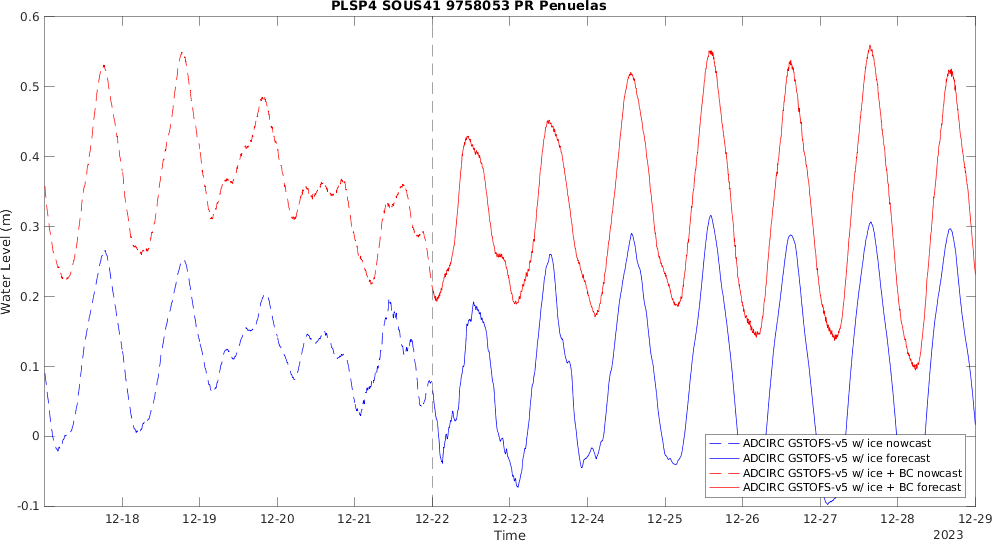 PLSP4 SOUS41 9758053 PR Penuelas
0.6
0.5
0.4
0.3
0.2
0.1
0
-0.1
Water Level (m)
ADCIRC GSTOFS-v5 w/ ice nowcast
ADCIRC GSTOFS-v5 w/ ice forecast
ADCIRC GSTOFS-v5 w/ ice + BC nowcast
ADCIRC GSTOFS-v5 w/ ice + BC forecast
12-18 12-19 12-20 12-21 12-22 12-23 12-24 12-25 12-26 12-27 12-28 12-29
Time
2023